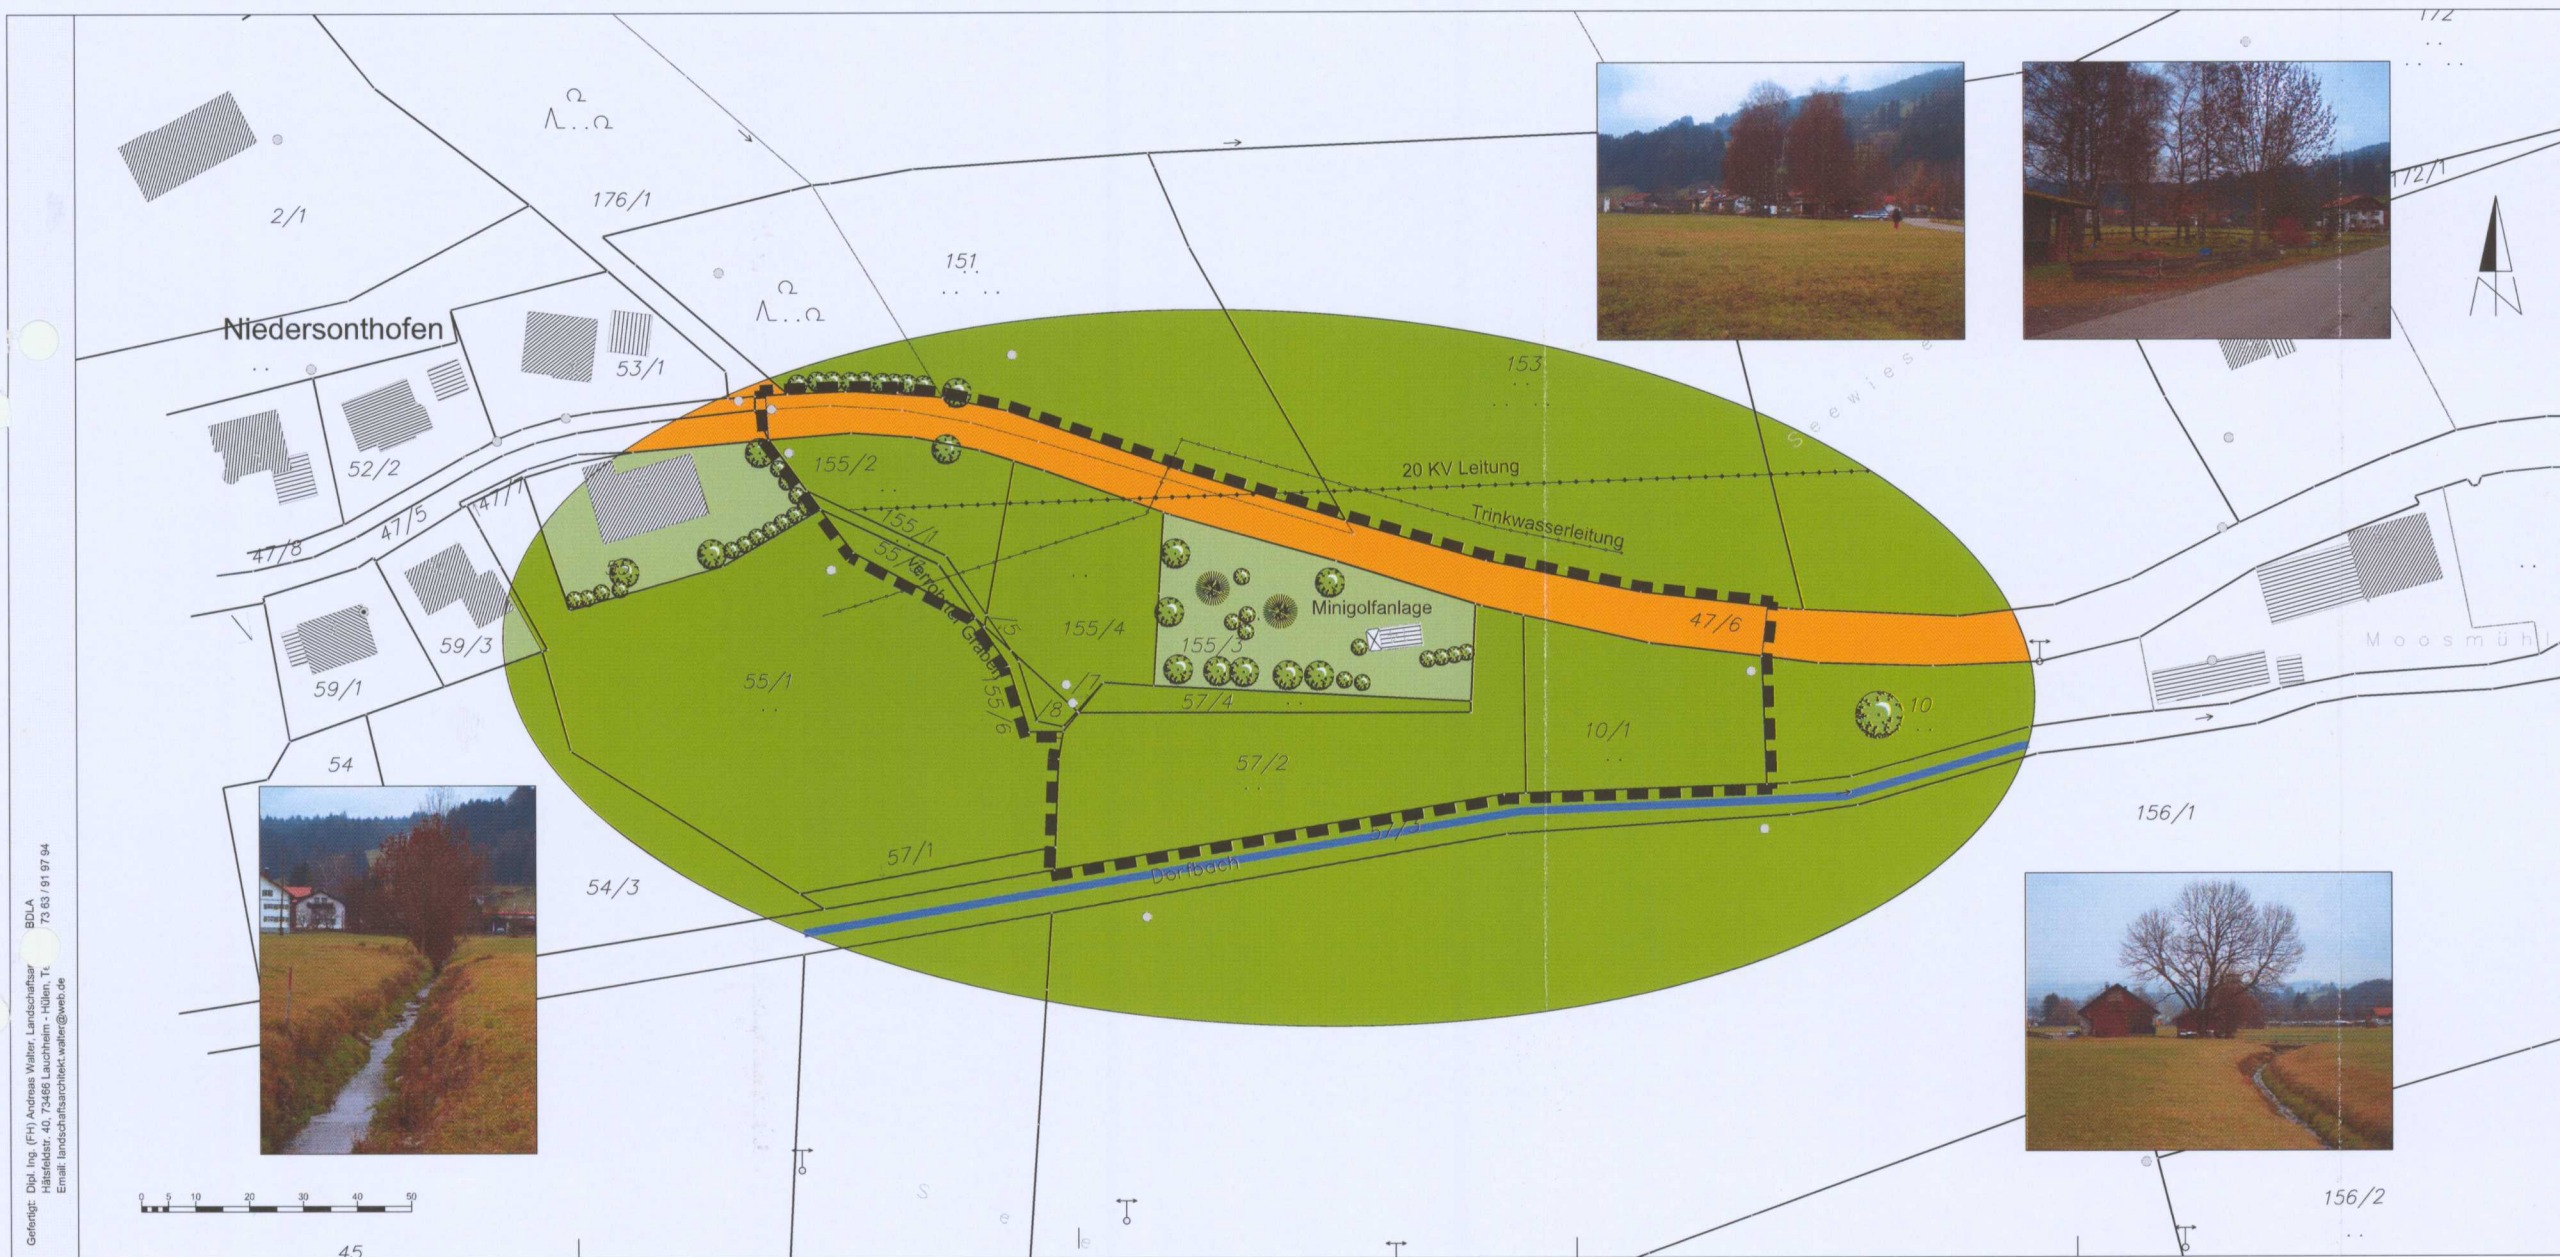 172
176/1
2/1
172/1
151
Niedersonthofen
53/1
153
Seewiese
52/2
155/2
20 KV Leitung
47/7
47/5
155/1
Trinkwasserleitung
47/8
Verrohrter Graben
Minigolfanlage
155/4
155/3
47/6
59/3
Moosmühl
59/1
55/1
155/6
/7
/8
57/4
10
10/1
54
57/2
156/1
57/3
57/1
Dorfbach
54/3
156/2
0 5 10 20 30 40 50
45
S
e
e
Gefertigt: Dipl. Ing. (FH) Andreas Walter, Landschaftsar BDLA
Hätsfeldstr. 40, 73466 Lauchheim - Hülen, Te 73 63 / 91 97 94
Email: landschaftsarchitekt.walter@web.de